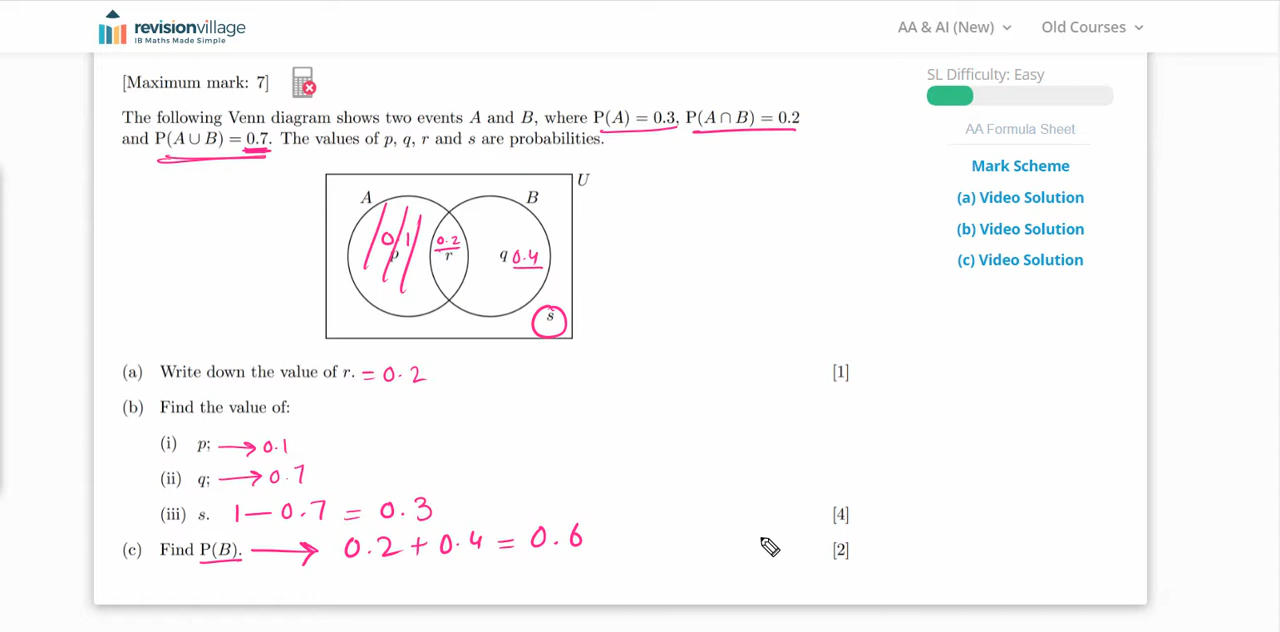 revisionvillage
IB Maths Made Simple
AA & AI (New)
Old Courses
[Maximum mark: 7]
SL Difficulty: Easy
The following Venn diagram shows two events A and B, where P(A) = 0.3, P(A ∩ B) = 0.2
and P(A ∪ B) = 0.7. The values of p, q, r and s are probabilities.
AA Formula Sheet
Mark Scheme
(a) Video Solution
(b) Video Solution
(c) Video Solution
U
A
B
0.1
p
0.2
r
q 0.4
s
(a) Write down the value of r. = 0.2 [1]
(b) Find the value of:
(i) p; → 0.1
(ii) q; → 0.7
(iii) s. 1 − 0.7 = 0.3 [4]
(c) Find P(B). → 0.2 + 0.4 = 0.6 [2]